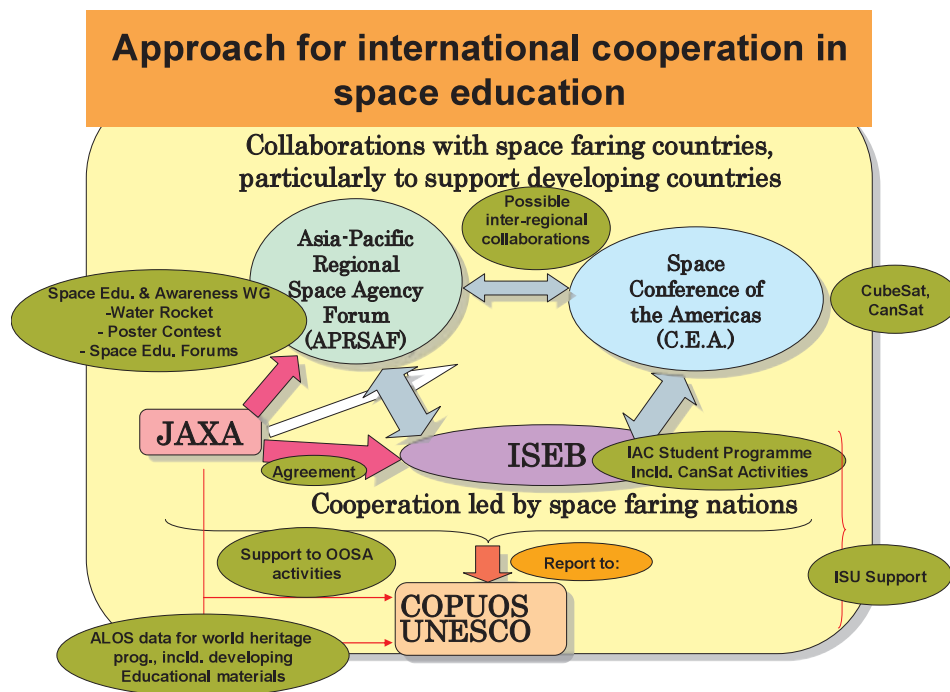 Approach for international cooperation in
space education
Collaborations with space faring countries,
particularly to support developing countries
Possible
inter-regional
collaborations
Asia-Pacific
Regional
Space Agency
Forum
(APRSAF)
Space
Conference of
the Americas
(C.E.A.)
Space Edu. & Awareness WG
-Water Rocket
- Poster Contest
- Space Edu. Forums
CubeSat,
CanSat
JAXA
ISEB
IAC Student Programme
Incld. CanSat Activities
Agreement
Cooperation led by space faring nations
Support to OOSA
activities
Report to:
ISU Support
COPUOS
UNESCO
ALOS data for world heritage
prog., incld. developing
Educational materials